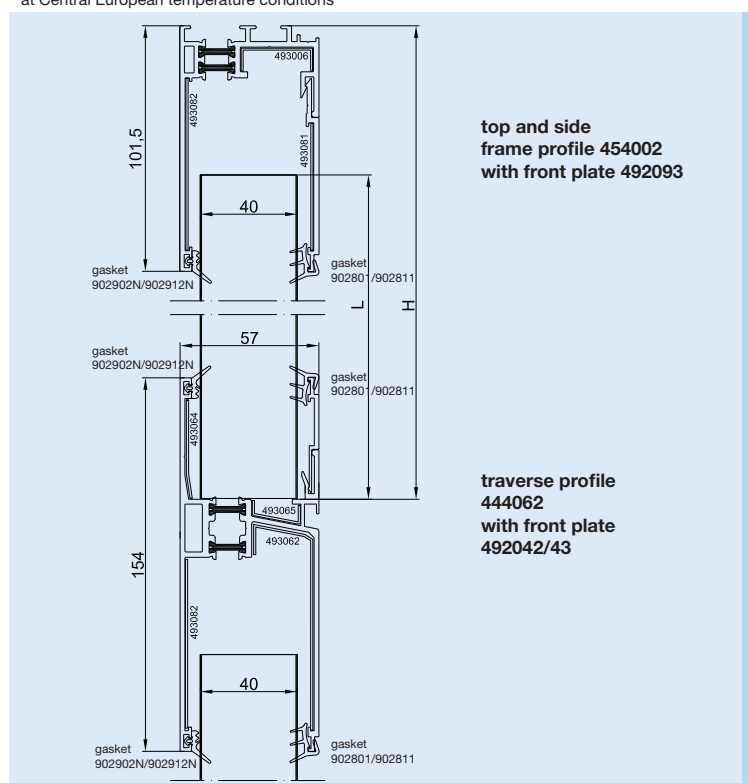 at Central European temperature conditions
493006
493082
101,5
493081
top and side
frame profile 454002
with front plate 492093
40
gasket
902902N/902912N
gasket
902801/902811
L
H
57
gasket
902902N/902912N
gasket
902801/902811
493064
traverse profile
444062
with front plate
492042/43
493065
493062
154
493082
40
gasket
902902N/902912N
gasket
902801/902811